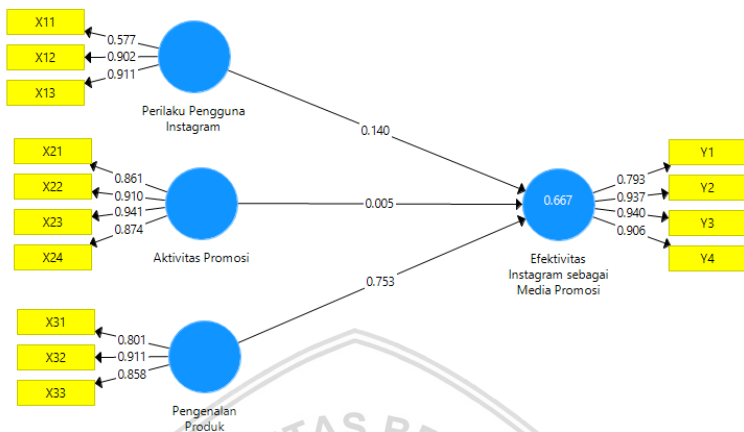 X11
0.577
X12
0.902
0.911
X13
Perilaku Pengguna
Instagram
0.140
X21
0.861
X22
0.910
0.941
X23
0.874
X24
Aktivitas Promosi
0.005
0.667
Efektivitas
Instagram sebagai
Media Promosi
Y1
0.793
Y2
0.937
0.940
Y3
0.906
Y4
0.753
X31
0.801
X32
0.911
0.858
X33
Pengenalan
Produk